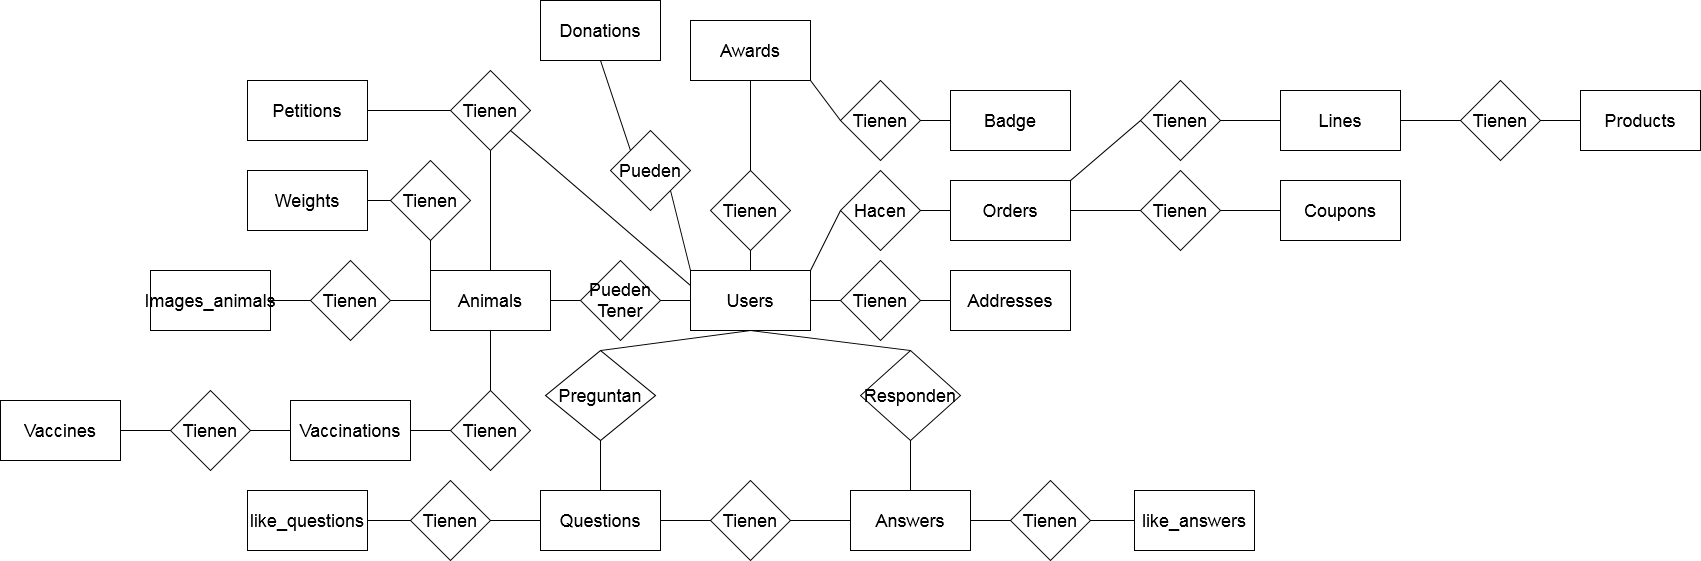 Donations
Awards
Petitions
Tienen
Tienen
Badge
Tienen
Lines
Tienen
Products
Pueden
Weights
Tienen
Tienen
Hacen
Orders
Tienen
Coupons
Images_animals
Tienen
Animals
Pueden
Tener
Users
Tienen
Addresses
Preguntan
Responden
Vaccines
Tienen
Vaccinations
Tienen
like_questions
Tienen
Questions
Tienen
Answers
Tienen
like_answers